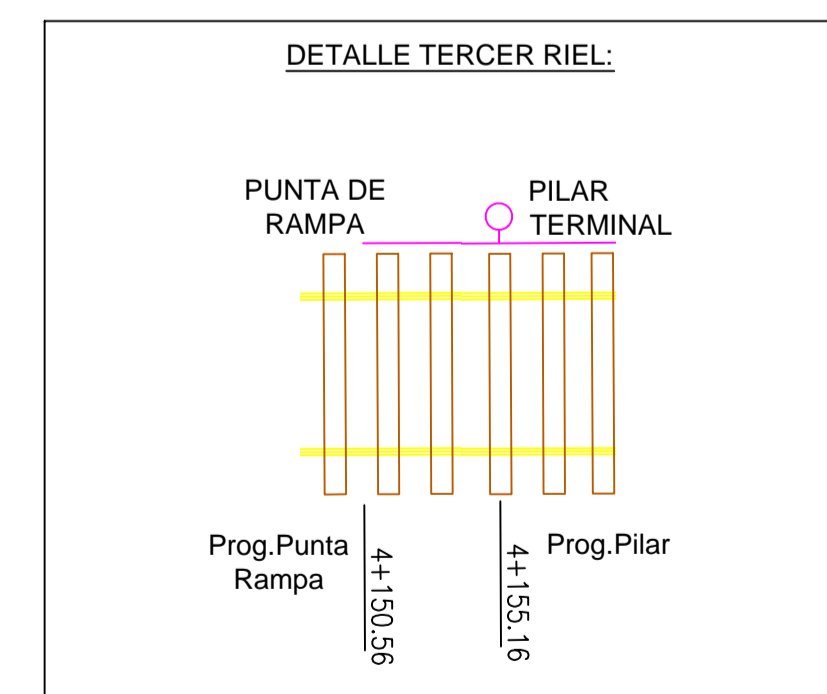 DETALLE TERCER RIEL:
PUNTA DE
RAMPA
PILAR
TERMINAL
Prog.Punta
Rampa
4+150.56
4+155.16
Prog.Pilar